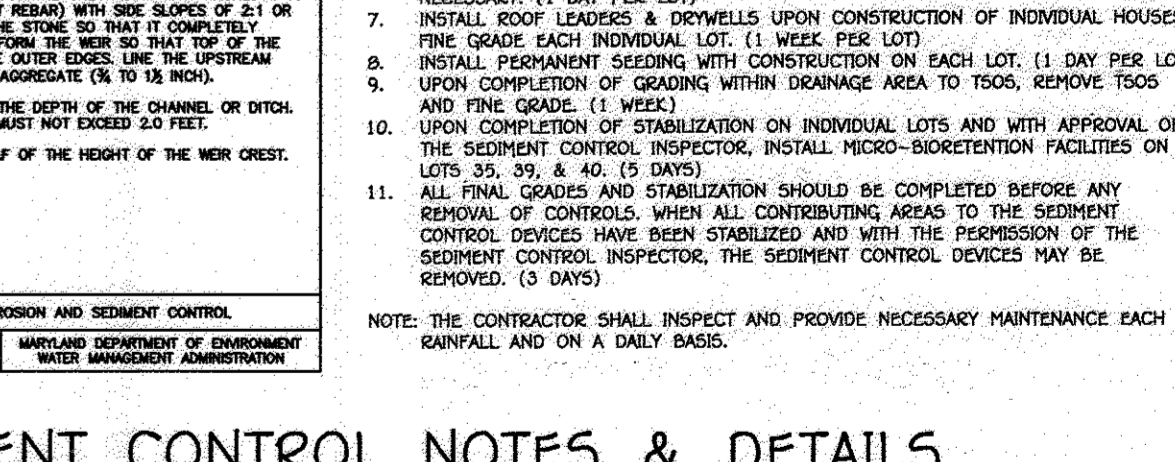 T REBAR) WITH SIDE SLOPES OF 2:1 OR
HE STONE SO THAT IT COMPLETELY
FORM THE WEIR SO THAT TOP OF THE
E OUTER EDGES. LINE THE UPSTREAM
AGGREGATE (¾ TO 1½ INCH).
THE DEPTH OF THE CHANNEL OR DITCH.
MUST NOT EXCEED 2.0 FEET.
F OF THE HEIGHT OF THE WEIR CREST.
ROSION AND SEDIMENT CONTROL
MARYLAND DEPARTMENT OF ENVIRONMENT
WATER MANAGEMENT ADMINISTRATION
NECESSARY. (1 DAY PER LOT)
7. INSTALL ROOF LEADERS & DRYWELLS UPON CONSTRUCTION OF INDIVIDUAL HOUSES
FINE GRADE EACH INDIVIDUAL LOT. (1 WEEK PER LOT)
8. INSTALL PERMANENT SEEDING WITH CONSTRUCTION ON EACH LOT. (1 DAY PER LO
9. UPON COMPLETION OF GRADING WITHIN DRAINAGE AREA TO TSOS, REMOVE TSOS
AND FINE GRADE. (1 WEEK)
10. UPON COMPLETION OF STABILIZATION ON INDIVIDUAL LOTS AND WITH APPROVAL OF
THE SEDIMENT CONTROL INSPECTOR, INSTALL MICRO-BIORETENTION FACILITIES ON
LOTS 35, 39, & 40. (5 DAYS)
11. ALL FINAL GRADES AND STABILIZATION SHOULD BE COMPLETED BEFORE ANY
REMOVAL OF CONTROLS. WHEN ALL CONTRIBUTING AREAS TO THE SEDIMENT
CONTROL DEVICES HAVE BEEN STABILIZED AND WITH THE PERMISSION OF THE
SEDIMENT CONTROL INSPECTOR, THE SEDIMENT CONTROL DEVICES MAY BE
REMOVED. (3 DAYS)
NOTE: THE CONTRACTOR SHALL INSPECT AND PROVIDE NECESSARY MAINTENANCE EACH
RAINFALL AND ON A DAILY BASIS.
ENT CONTROL NOTES & DETAILS